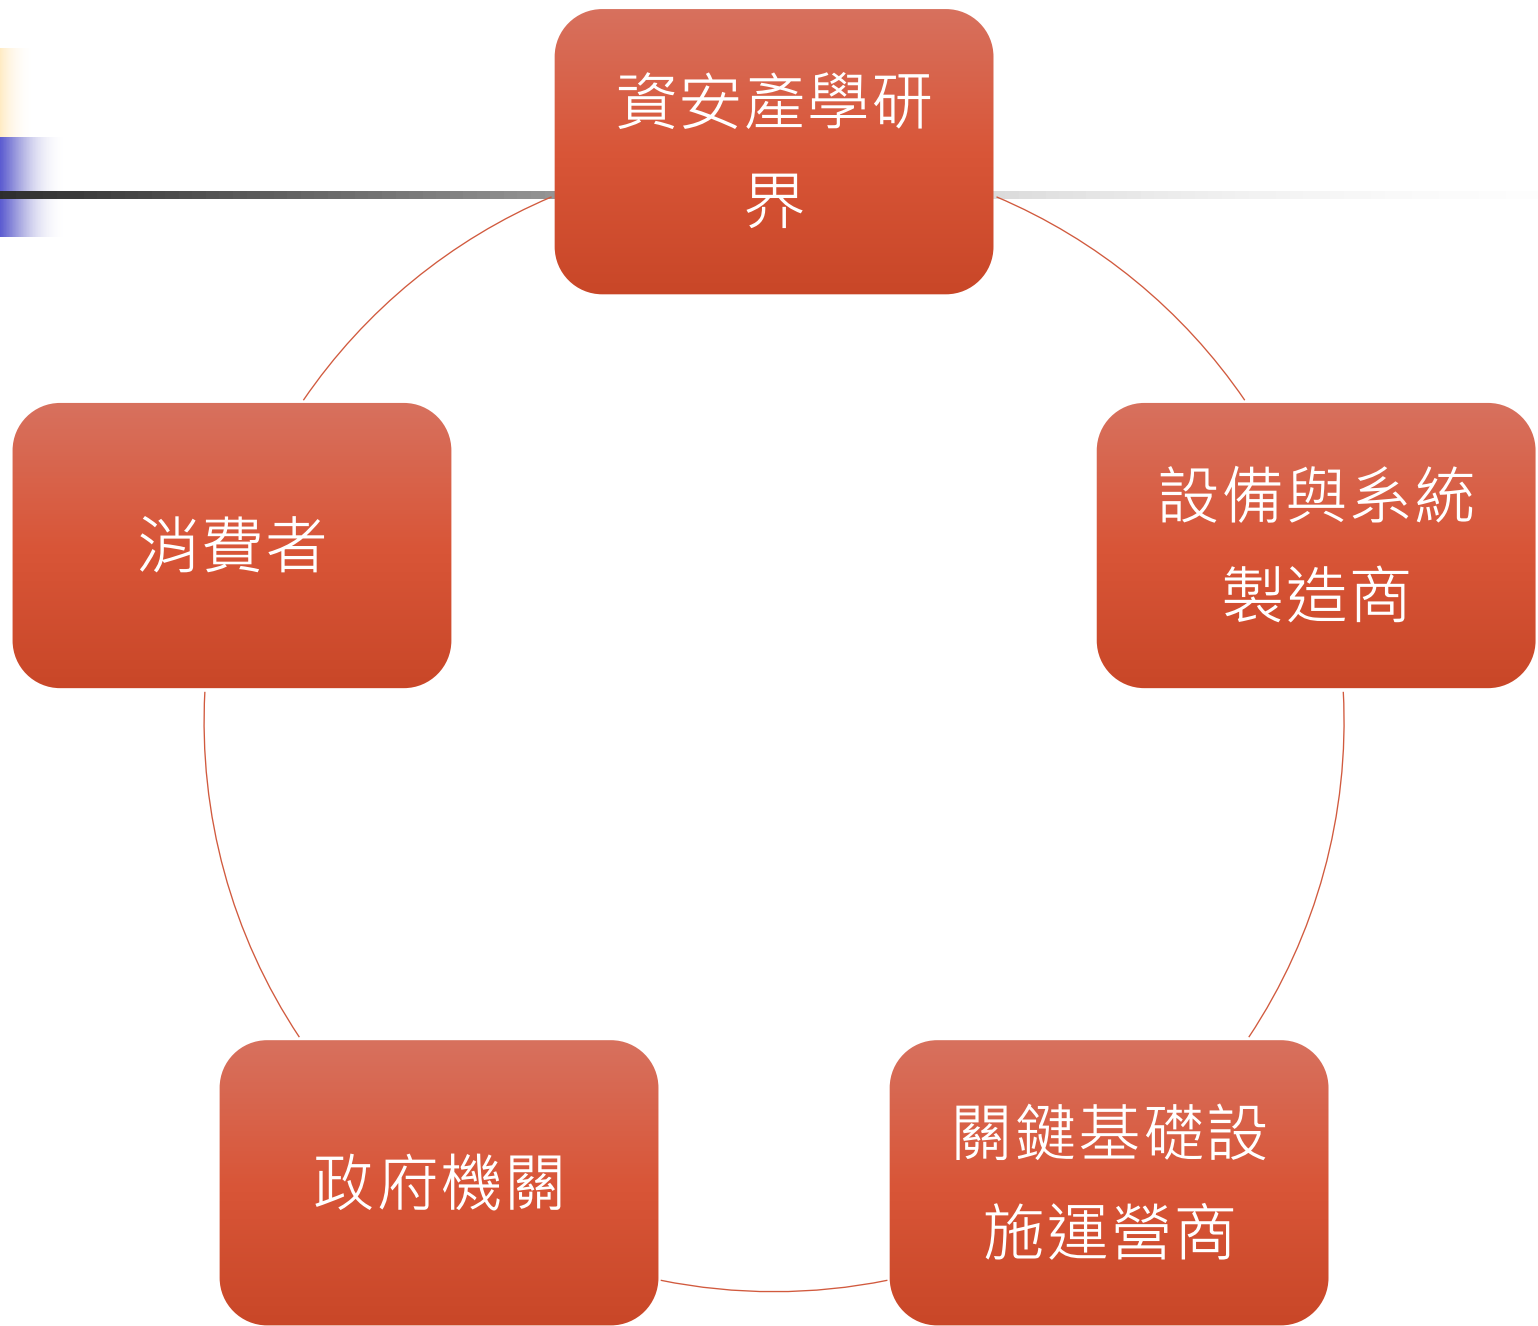 資安產學研
界
消費者
設備與系統
製造商
政府機關
關鍵基礎設
施運營商